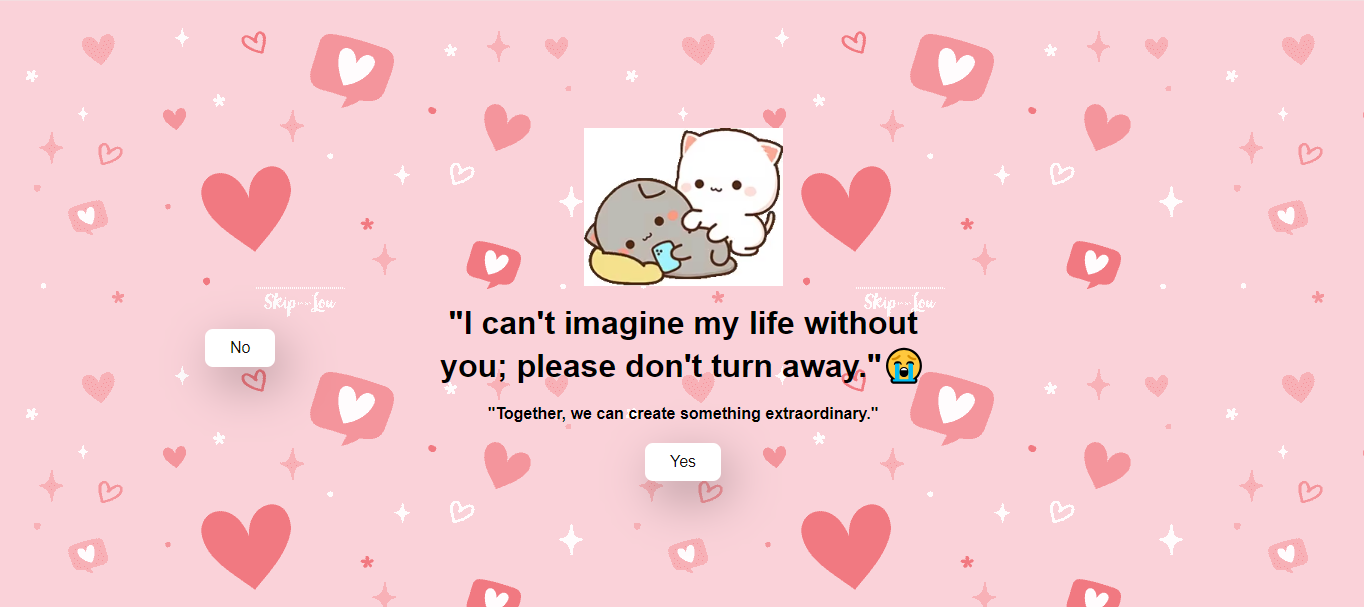 Skip to my Lou
Skip to my Lou
"I can't imagine my life without
you; please don't turn away."😭
No
"Together, we can create something extraordinary."
Yes